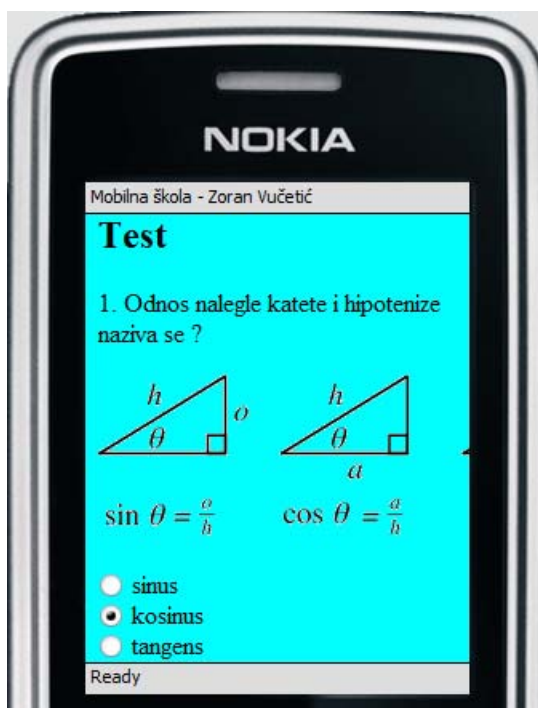 NOKIA
Mobilna škola - Zoran Vučetić
Test
1. Odnos nalegle katete i hipotenize
naziva se ?
h o θ
h θ a
sin θ = o/h cos θ = a/h
sinus
kosinus
tangens
Ready